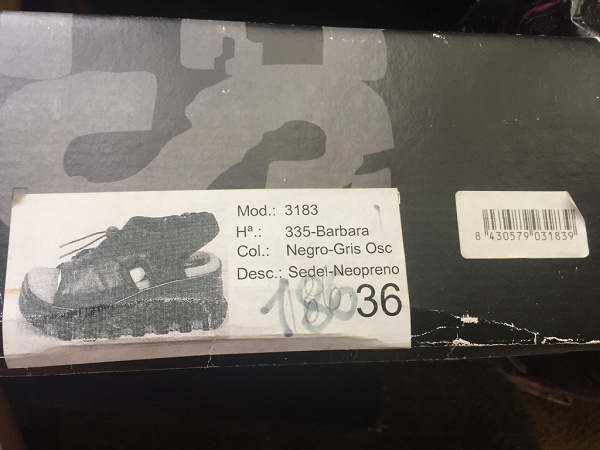 Mod.: 3183
Hª.: 335-Barbara
Col.: Negro-Gris Osc
Desc.: Sedel-Neopreno
36
8 430579 031839